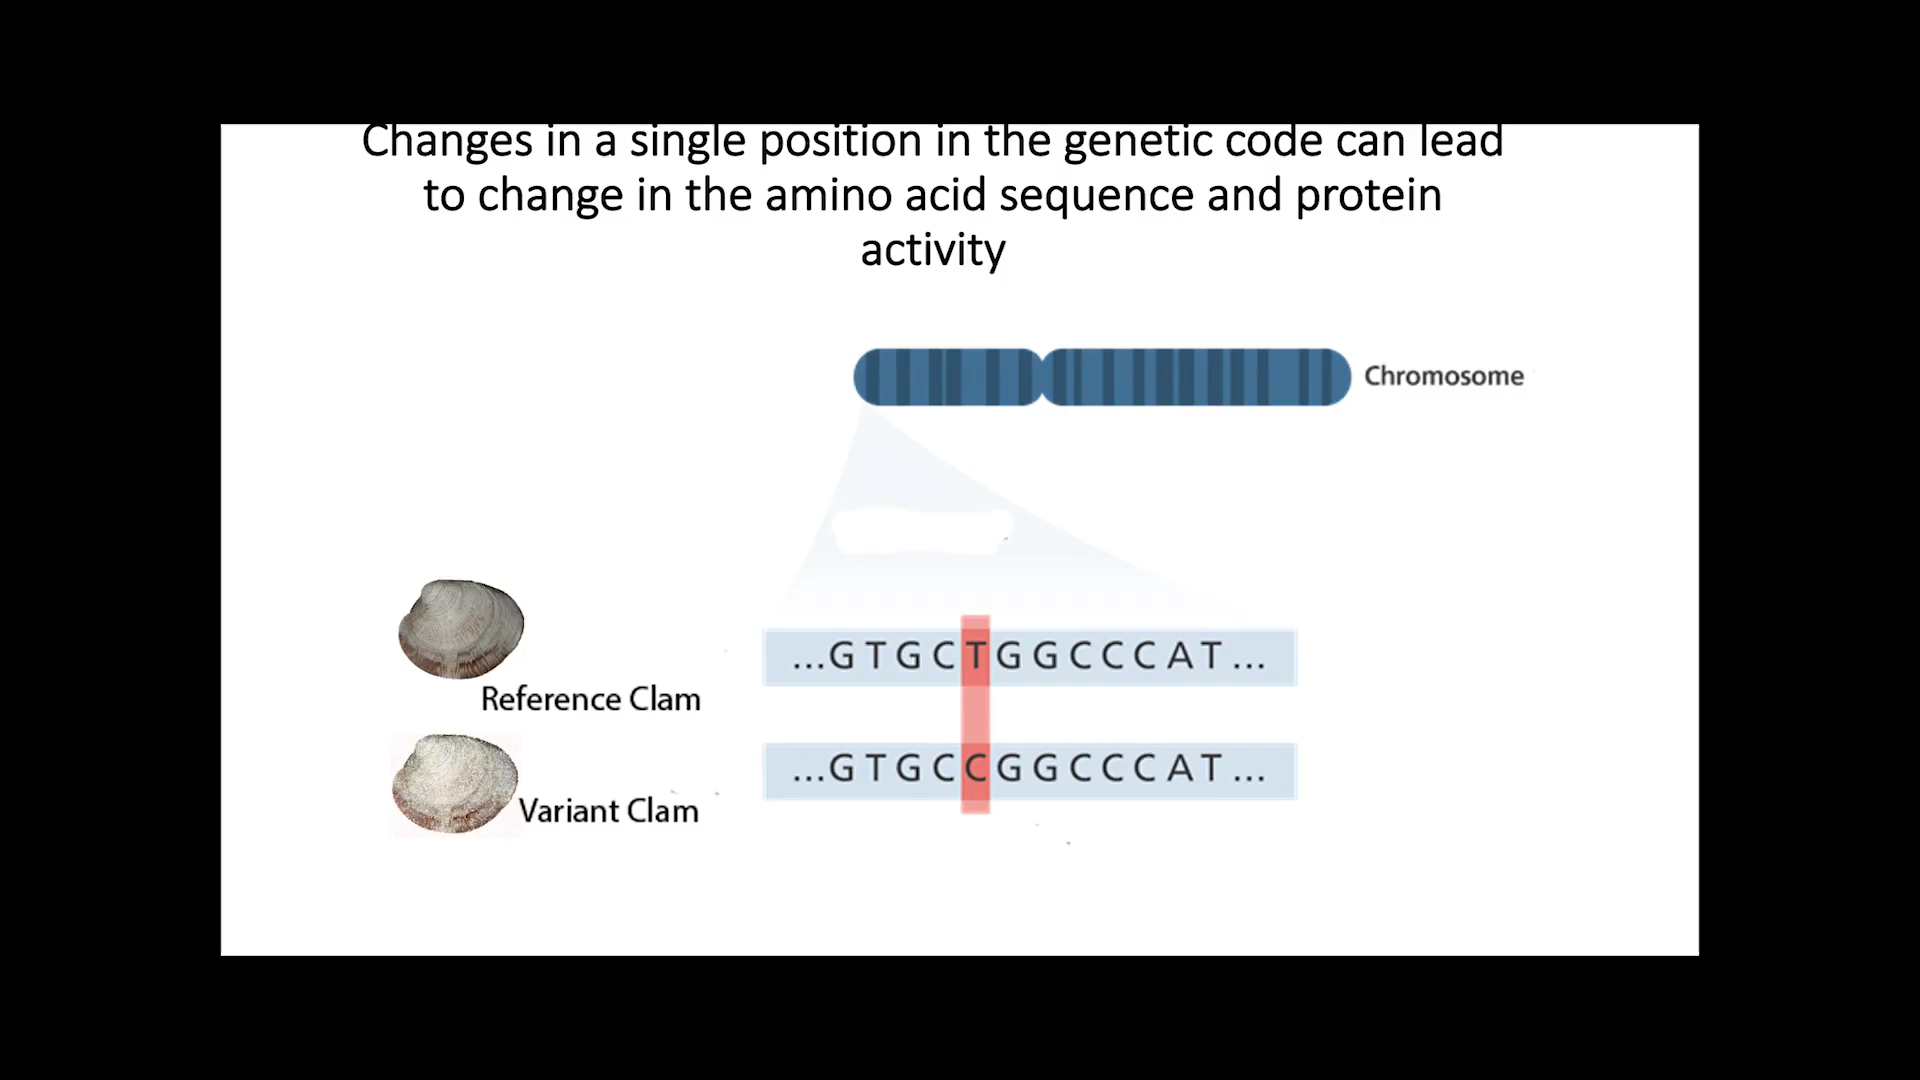 Changes in a single position in the genetic code can lead
to change in the amino acid sequence and protein
activity
Chromosome
...GTGCTGGCCCAT...
Reference Clam
...GTGCCGGCCCAT...
Variant Clam